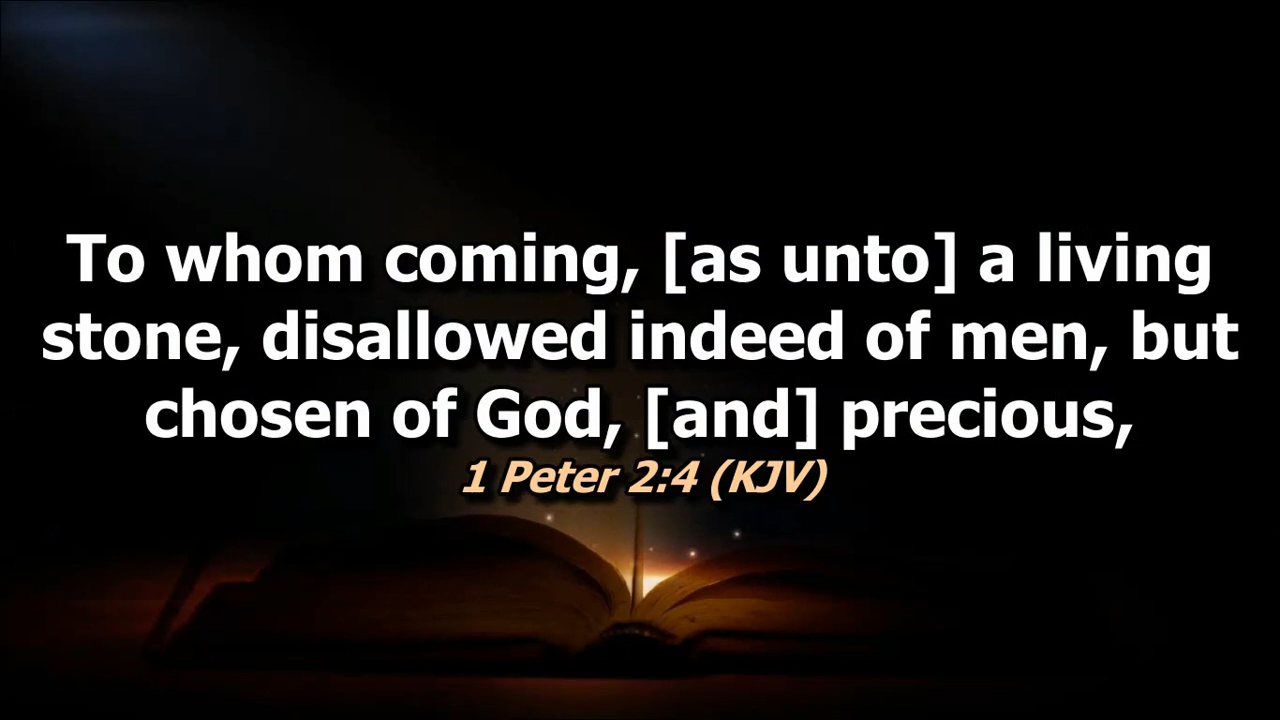 To whom coming, [as unto] a living
stone, disallowed indeed of men, but
chosen of God, [and] precious,
1 Peter 2:4 (KJV)